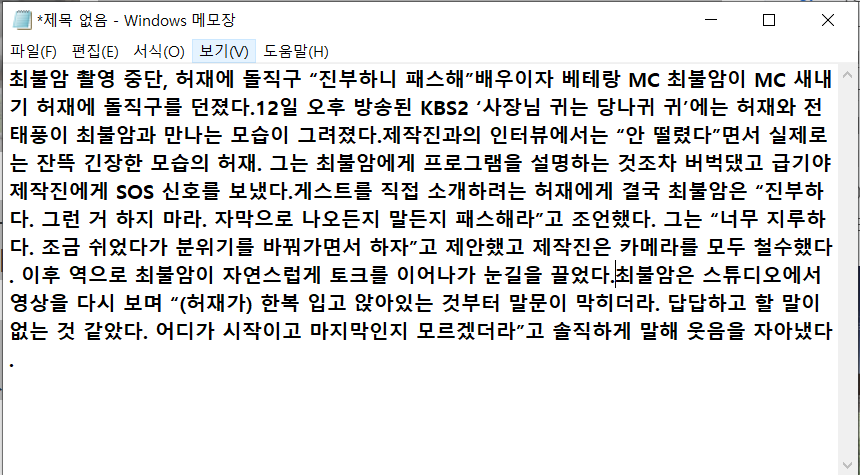 *제목 없음 - Windows 메모장
파일(F) 편집(E) 서식(O) 보기(V) 도움말(H)
최불암 촬영 중단, 허재에 돌직구 “진부하니 패스해”배우이자 베테랑 MC 최불암이 MC 새내
기 허재에 돌직구를 던졌다.12일 오후 방송된 KBS2 ‘사장님 귀는 당나귀 귀’에는 허재와 전
태풍이 최불암과 만나는 모습이 그려졌다.제작진과의 인터뷰에서는 “안 떨렸다”면서 실제로
는 잔뜩 긴장한 모습의 허재. 그는 최불암에게 프로그램을 설명하는 것조차 버벅댔고 급기야
제작진에게 SOS 신호를 보냈다.게스트를 직접 소개하려는 허재에게 결국 최불암은 “진부하
다. 그런 거 하지 마라. 자막으로 나오든지 말든지 패스해라”고 조언했다. 그는 “너무 지루하
다. 조금 쉬었다가 분위기를 바꿔가면서 하자”고 제안했고 제작진은 카메라를 모두 철수했다
. 이후 역으로 최불암이 자연스럽게 토크를 이어나가 눈길을 끌었다.최불암은 스튜디오에서
영상을 다시 보며 “(허재가) 한복 입고 앉아있는 것부터 말문이 막히더라. 답답하고 할 말이
없는 것 같았다. 어디가 시작이고 마지막인지 모르겠더라”고 솔직하게 말해 웃음을 자아냈다
.